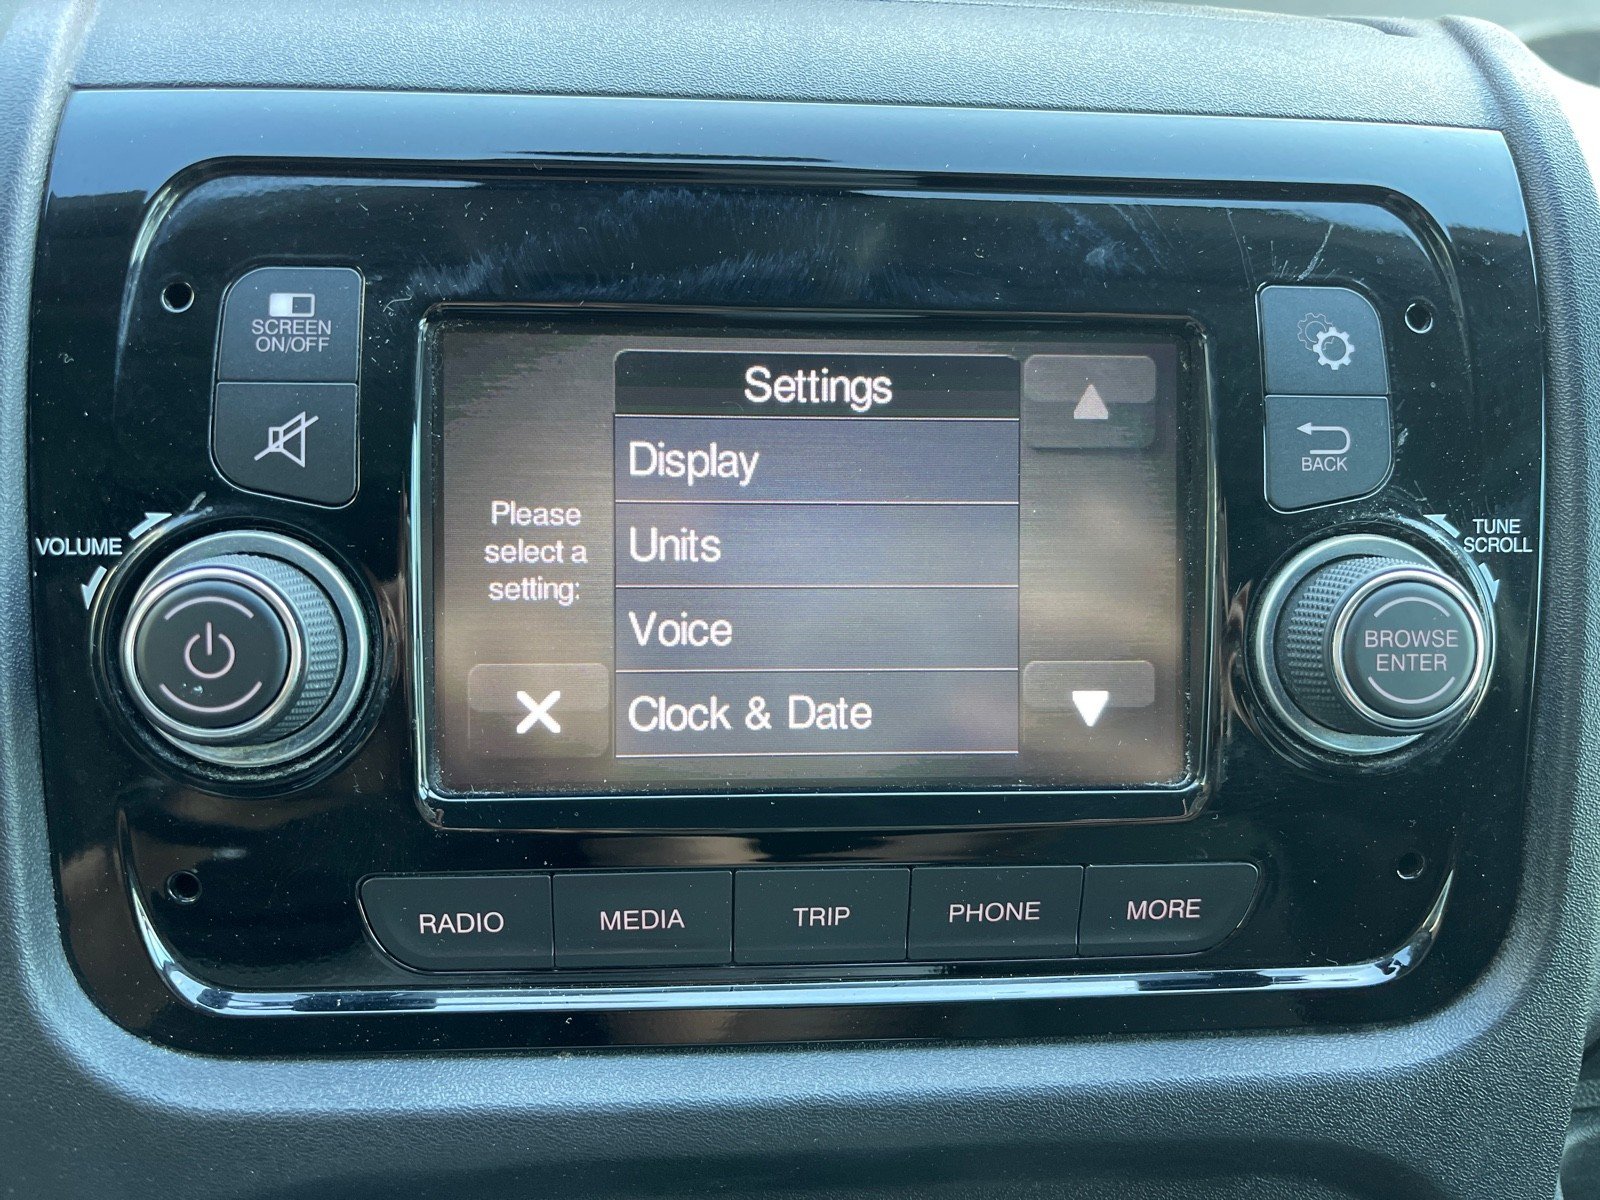 SCREEN
ON/OFF
VOLUME
Settings
Display
Units
Voice
Clock & Date
Please
select a
setting:
BACK
TUNE
SCROLL
BROWSE
ENTER
RADIO
MEDIA
TRIP
PHONE
MORE